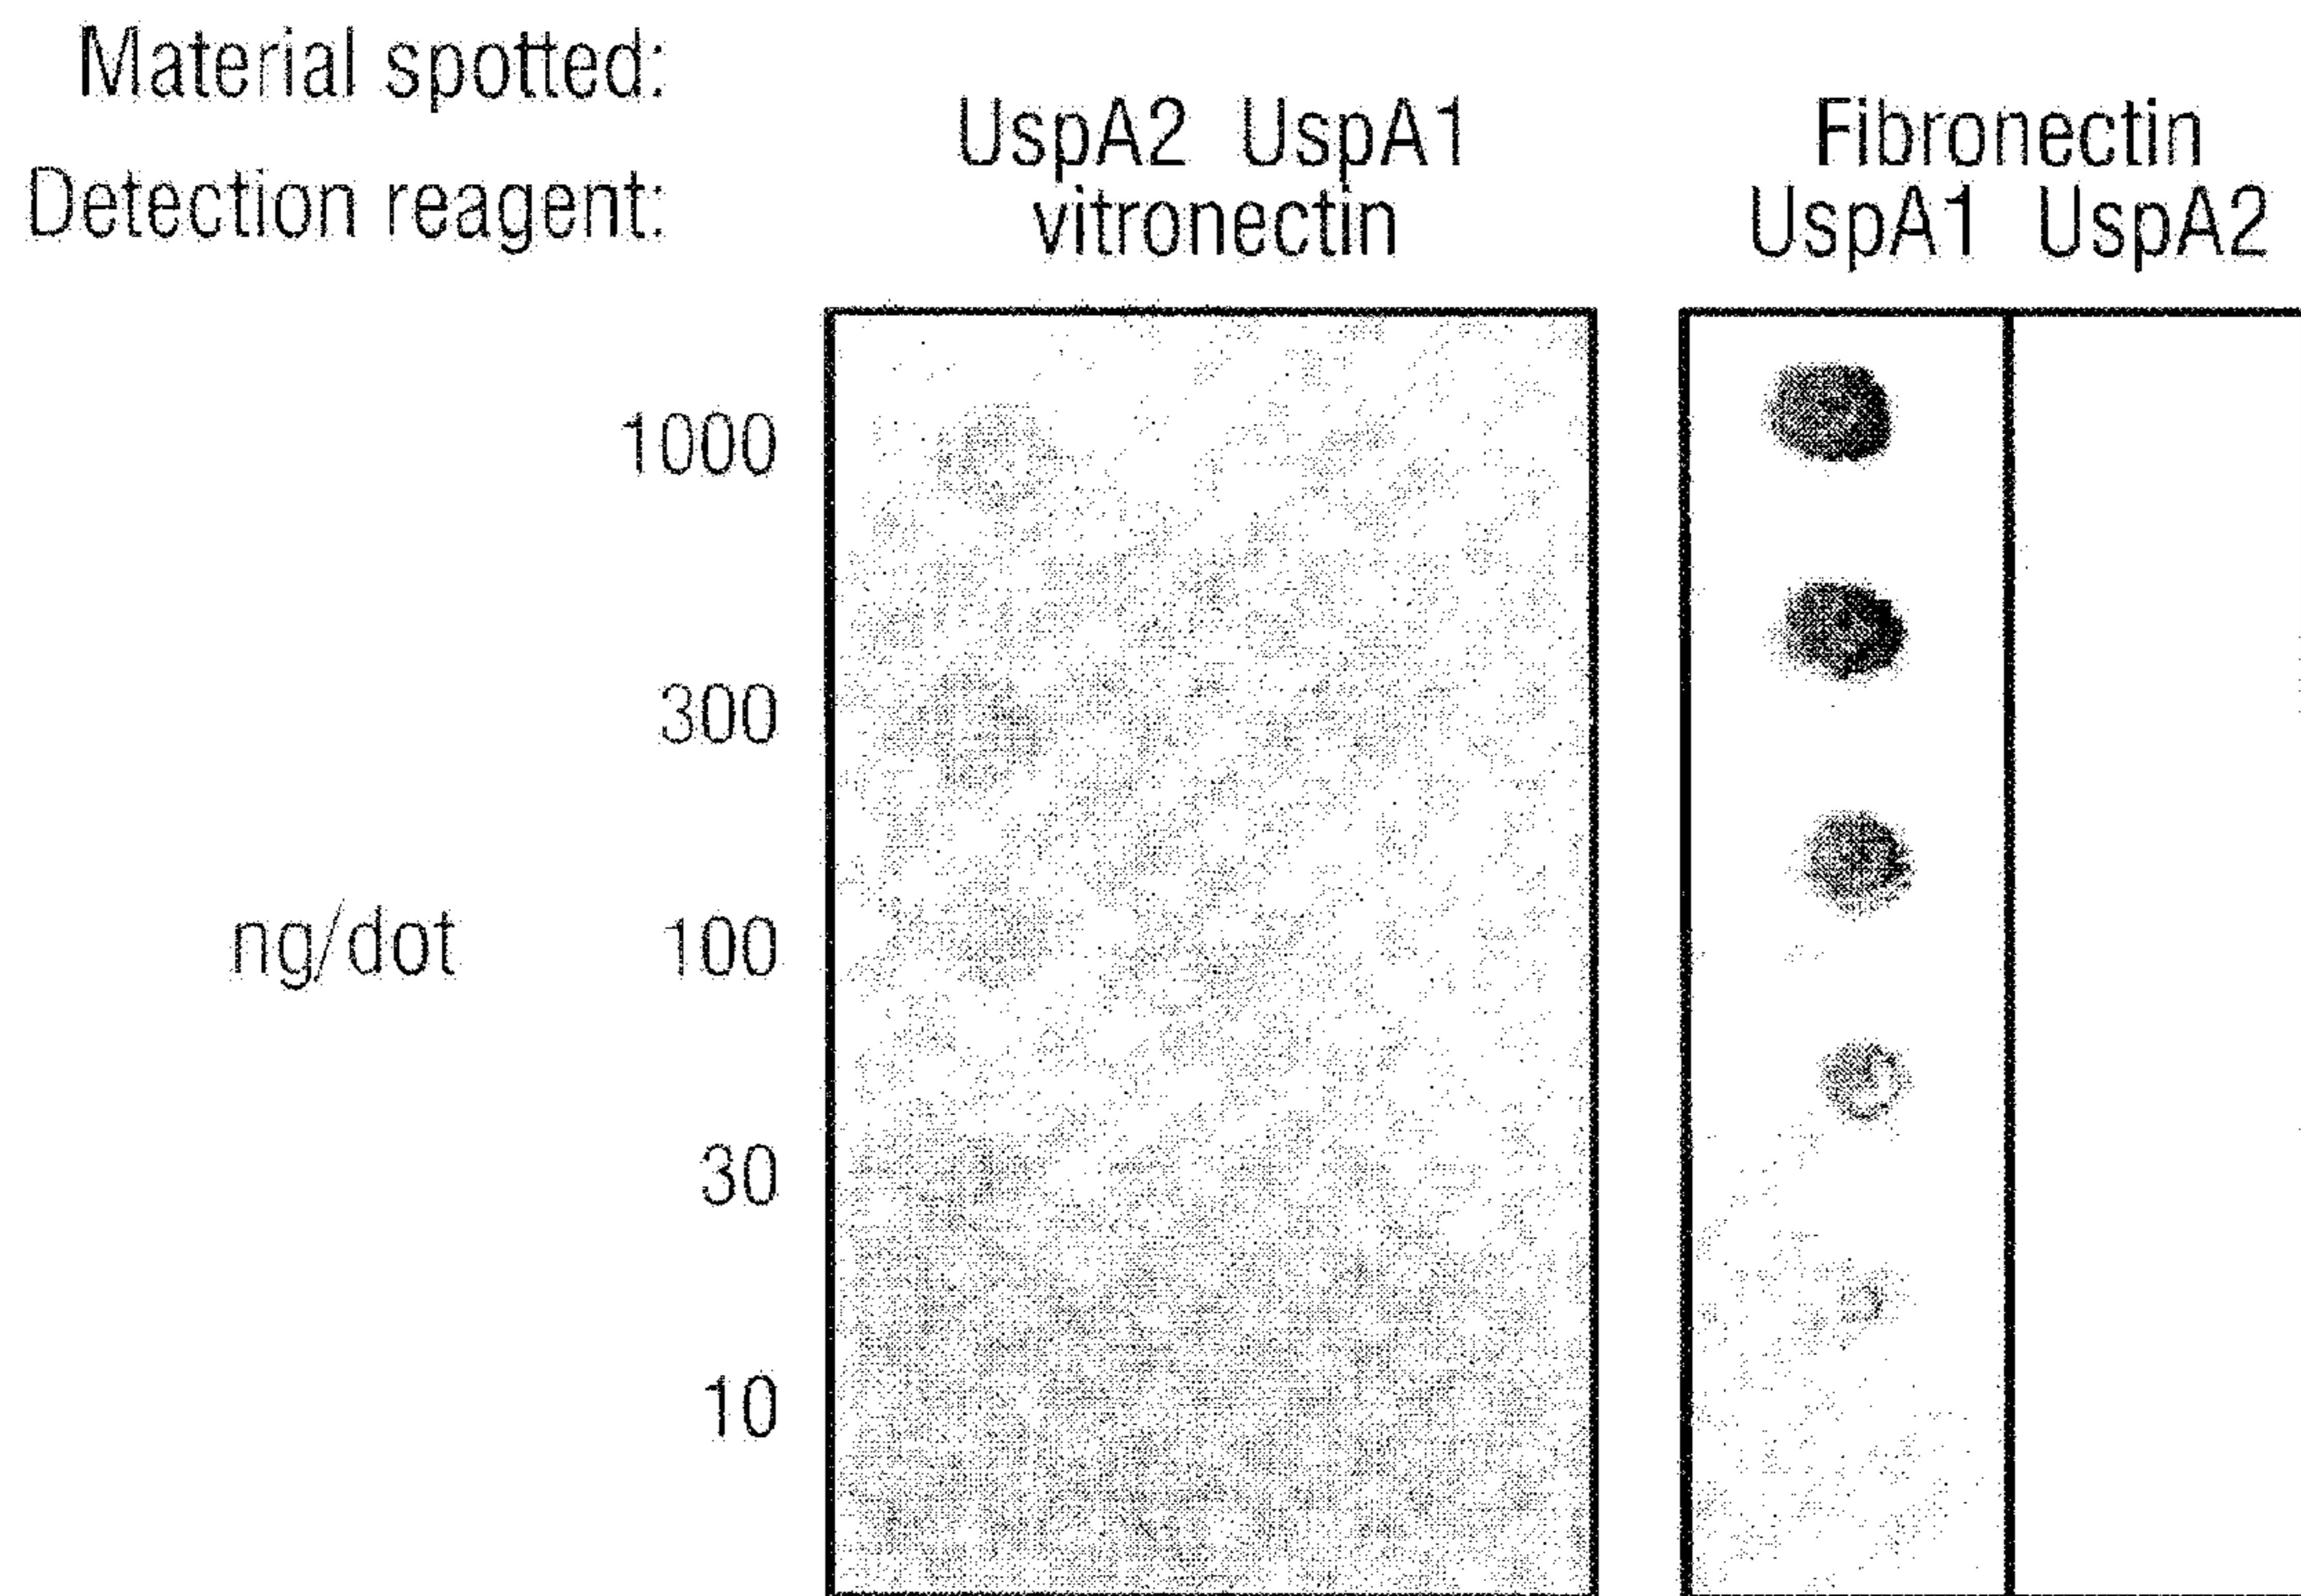 Material spotted:
UspA2 UspA1
Fibronectin
Detection reagent:
vitronectin
UspA1 UspA2
1000
300
ng/dot 100
30
10